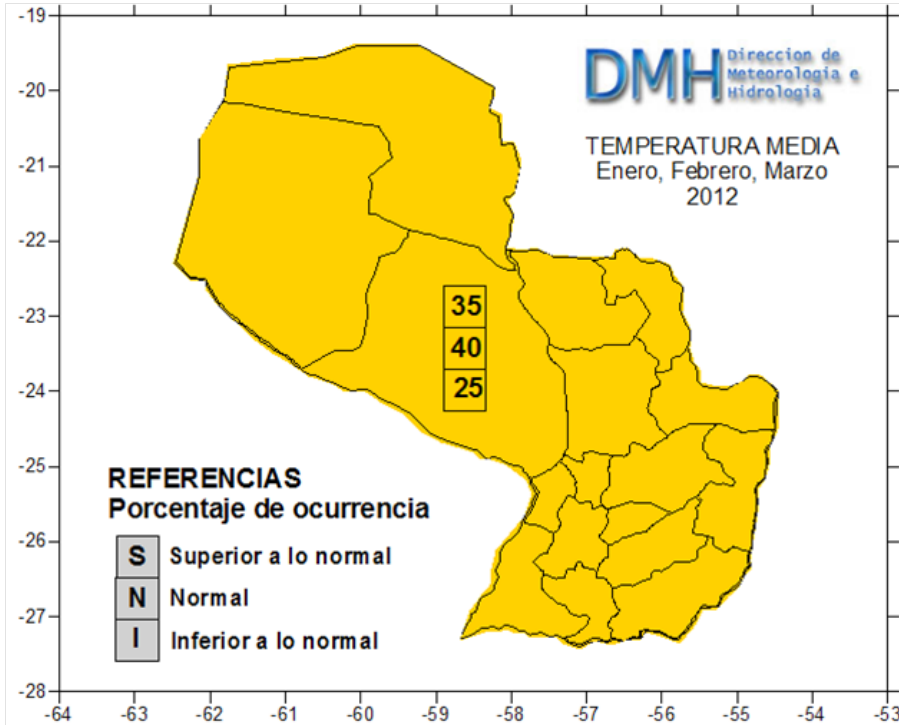 DMH
Direccion de
Meteorologia e
Hidrologia
TEMPERATURA MEDIA
Enero, Febrero, Marzo
2012
-19
-20
-21
-22
-23
-24
-25
-26
-27
-28
35
40
25
REFERENCIAS
Porcentaje de ocurrencia
S Superior a lo normal
N Normal
I Inferior a lo normal
-64 -63 -62 -61 -60 -59 -58 -57 -56 -55 -54 -53